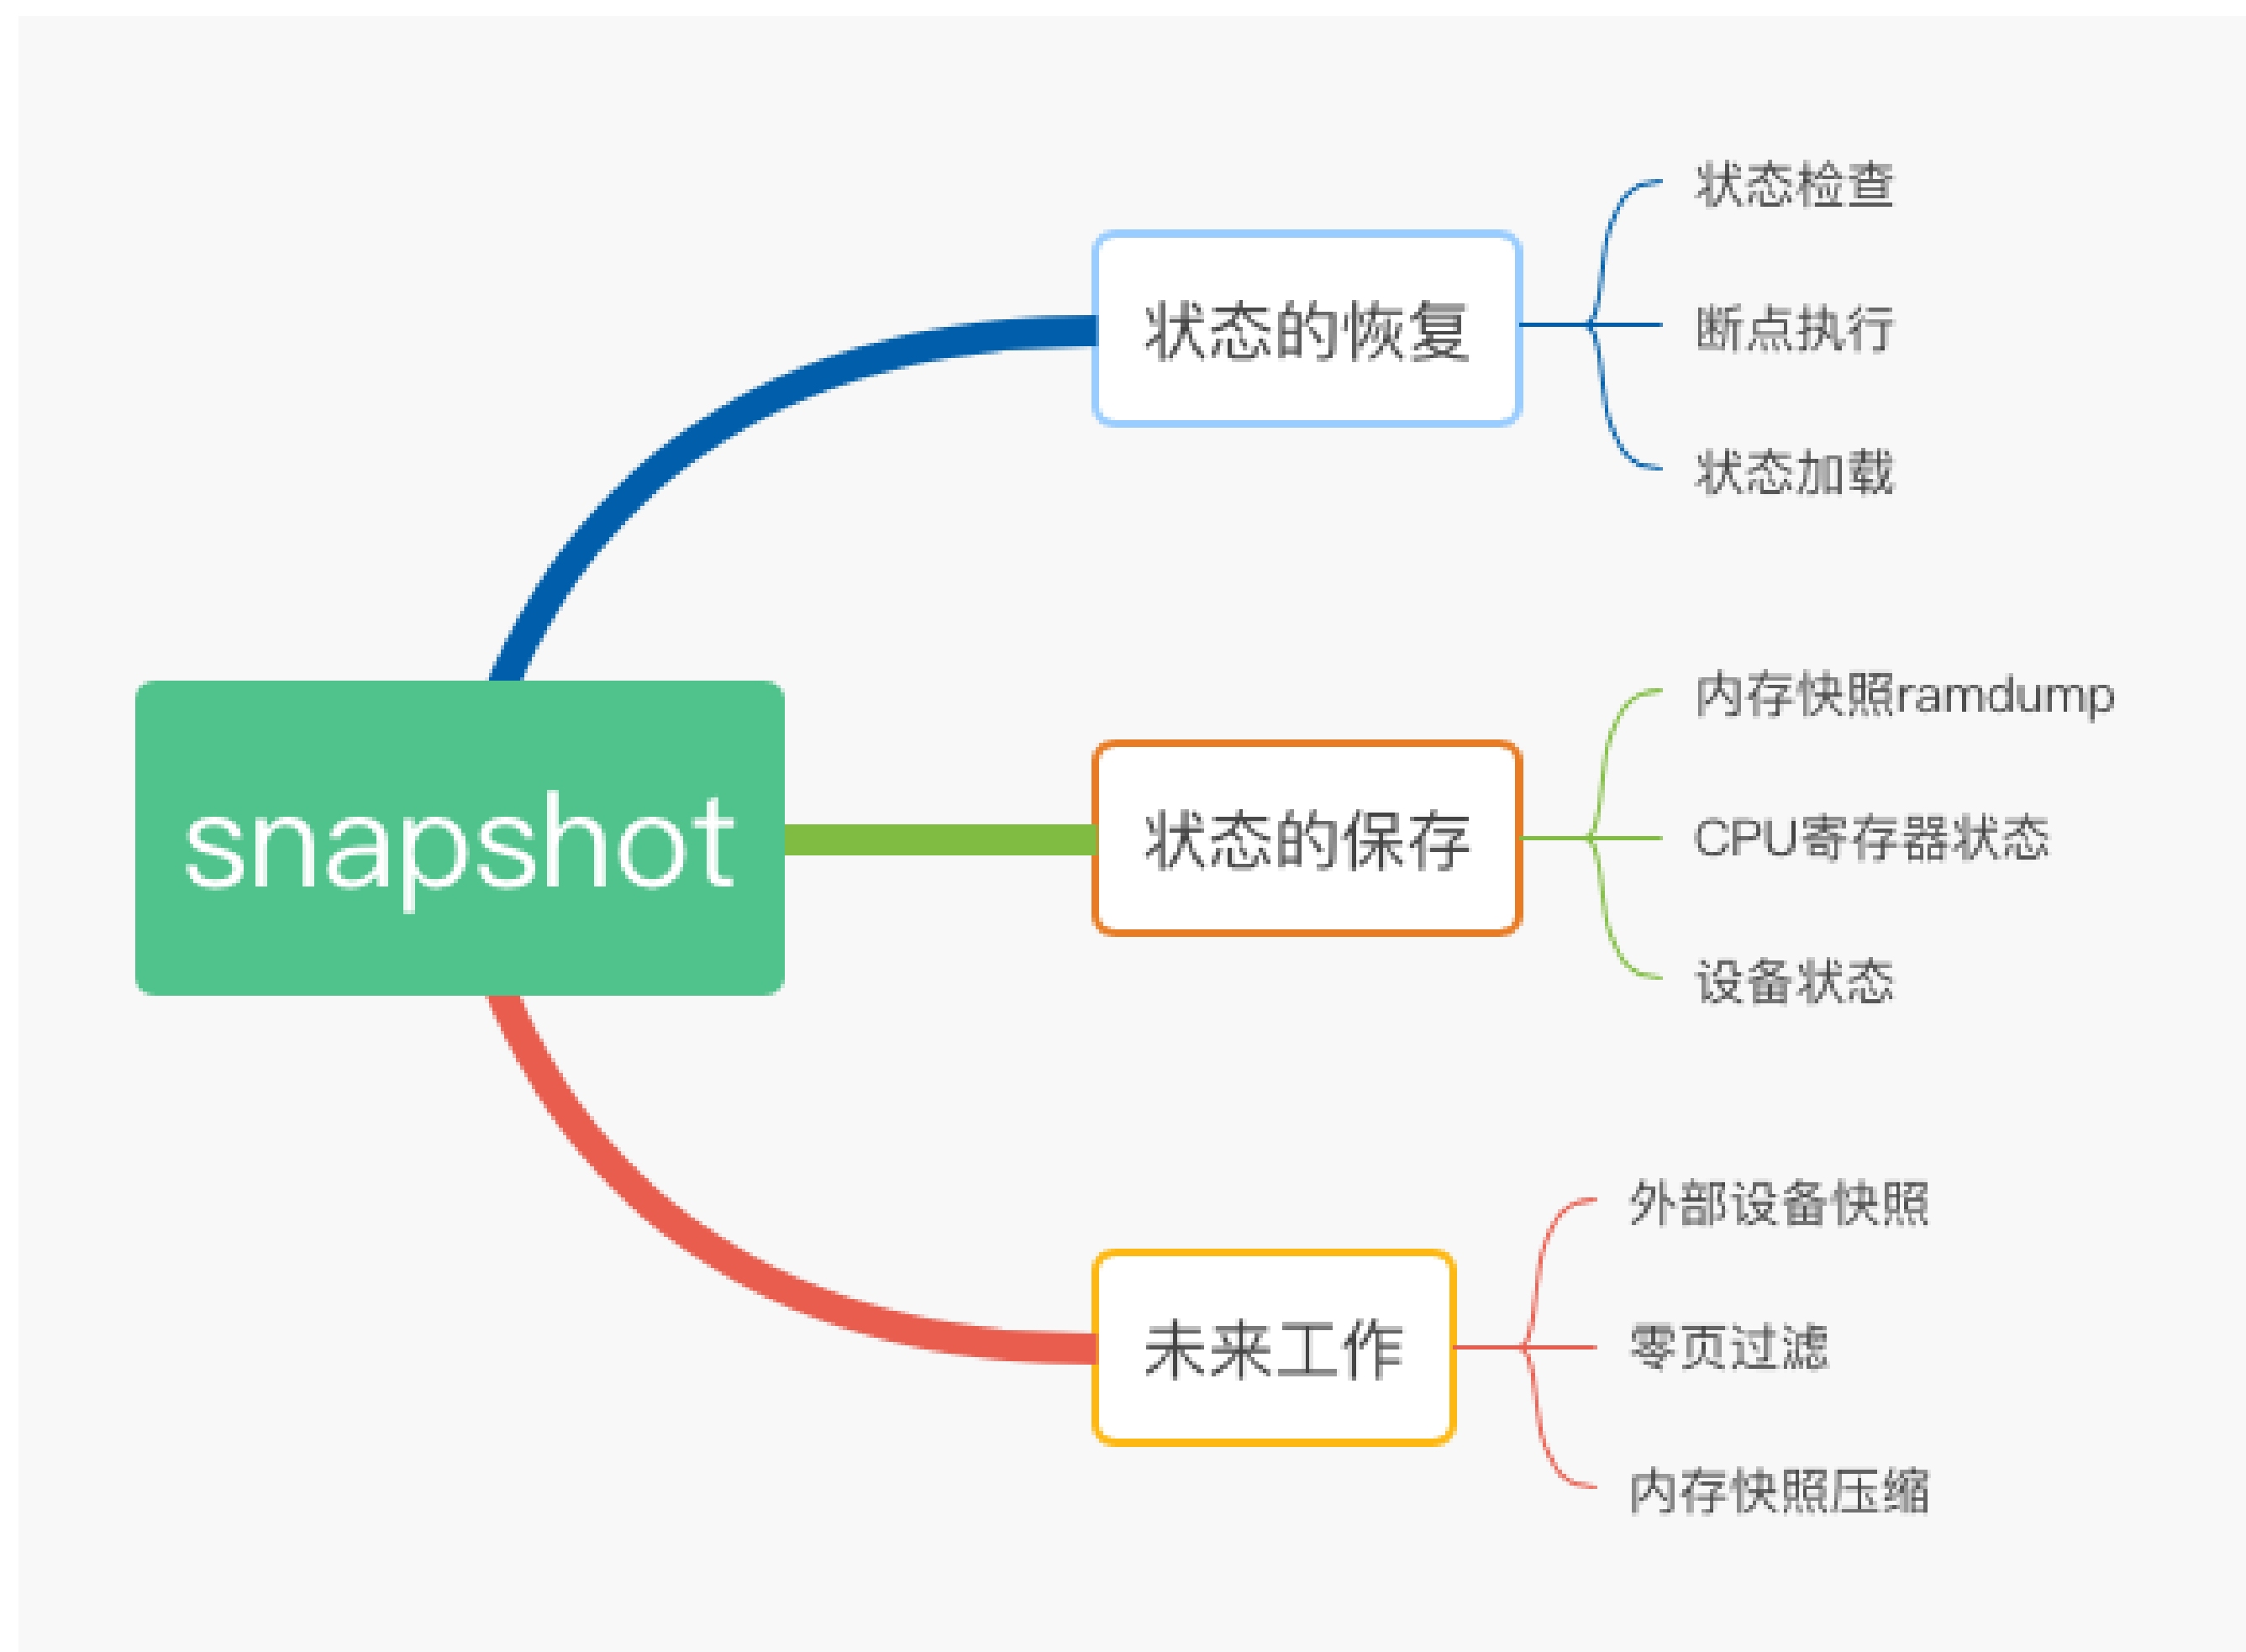 snapshot
状态的恢复
状态检查
断点执行
状态加载
状态的保存
内存快照ramdump
CPU寄存器状态
设备状态
未来工作
外部设备快照
零页过滤
内存快照压缩